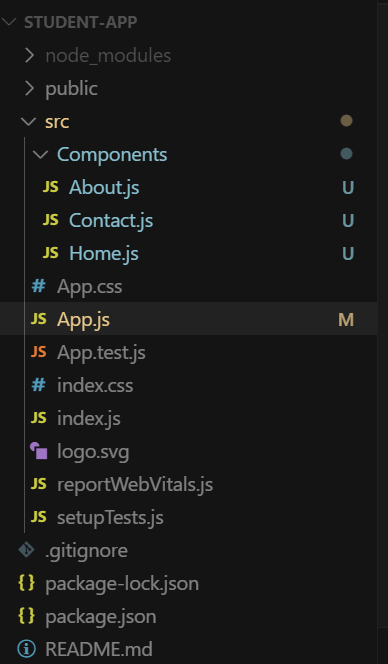 STUDENT-APP
node_modules
public
src
Components
JS About.js U
JS Contact.js U
JS Home.js U
# App.css
JS App.js M
JS App.test.js
# index.css
JS index.js
logo.svg
JS reportWebVitals.js
JS setupTests.js
.gitignore
{} package-lock.json
{} package.json
README.md